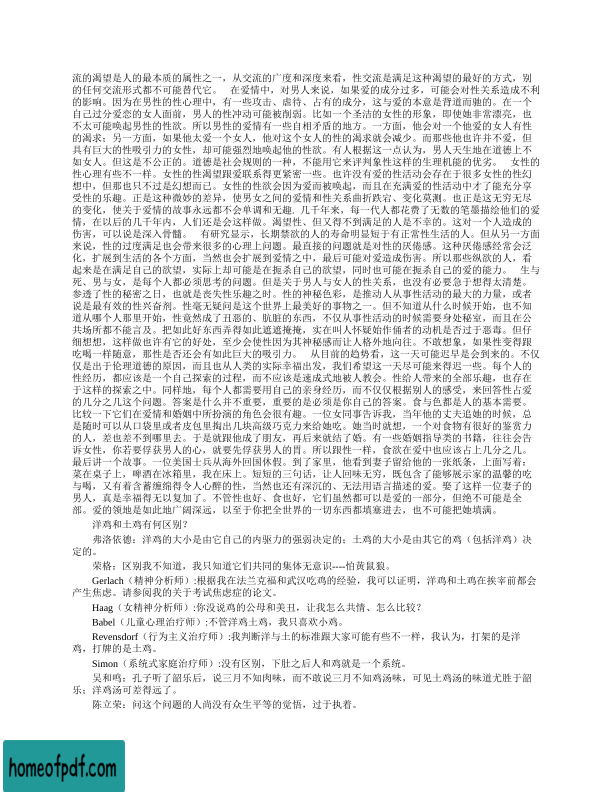 流的渴望是人的最本质的属性之一，从交流的广度和深度来看，性交流是满足这种渴望的最好的方式，别
的任何交流形式都不可能替代它。 在爱情中，对男人来说，如果爱的成分过多，可能会对性关系造成不利
的影响。因为在男性的性心理中，有一些攻击、虐待、占有的成分，这与爱的本意是背道而驰的。在一个
自己过分爱恋的女人面前，男人的性冲动可能被削弱。比如一个圣洁的女性的形象，即使她非常漂亮，也
不太可能唤起男性的性欲。所以男性的爱情有一些自相矛盾的地方。一方面，他会对一个他爱的女人有性
的渴求；另一方面，如果他太爱一个女人，他对这个女人的性的渴求就会减少。而那些他也许并不爱，但
具有巨大的性吸引力的女性，却可能强烈地唤起他的性欲。有人根据这一点认为，男人天生地在道德上不
如女人。但这是不公正的。道德是社会规则的一种，不能用它来评判象性这样的生理机能的优劣。 女性的
性心理有些不一样。女性的性渴望跟爱联系得更紧密一些。也许没有爱的性活动会存在于很多女性的性幻
想中，但那也只不过是幻想而已。女性的性欲会因为爱而被唤起，而且在充满爱的性活动中才了能充分享
受性的乐趣。正是这种微妙的差异，使男女之间的爱情和性关系曲折跌宕、变化莫测。也正是这无穷无尽
的变化，使关于爱情的故事永远都不会单调和无趣。几千年来，每一代人都花费了无数的笔墨描绘他们的爱
情，在以后的几千年内，人们还是会这样做。渴望性、但又得不到满足的人是不幸的。这对一个人造成的
伤害，可以说是深入骨髓。 有研究显示，长期禁欲的人的寿命明显短于有正常性生活的人。但从另一方面
来说，性的过度满足也会带来很多的心理上问题。最直接的问题就是对性的厌倦感。这种厌倦感经常会泛
化，扩展到生活的各个方面，当然也会扩展到爱情之中，最后可能对爱造成伤害。所以那些纵欲的人，看
起来是在满足自己的欲望，实际上却可能是在扼杀自己的欲望，同时也可能在扼杀自己的爱的能力。 生与
死、男与女，是每个人都必须思考的问题。但是关于男人与女人的性关系，也没有必要急于想得太清楚。
参透了性的秘密之日，也就是丧失性乐趣之时。性的神秘色彩，是推动人从事性活动的最大的力量，或者
说是最有效的性兴奋剂。性毫无疑问是这个世界上最美好的事物之一。但不知道从什么时候开始，也不知
道从哪个人那里开始，性竟然成了丑恶的、肮脏的东西，不仅从事性活动的时候需要身处秘室，而且在公
共场所都不能言及。把如此好东西弄得如此遮遮掩掩，实在叫人怀疑始作俑者的动机是否过于恶毒。但仔
细想想，这样做也许有它的好处，至少会使性因为其神秘感而让人格外地向往。不敢想象，如果性变得跟
吃喝一样随意，那性是否还会有如此巨大的吸引力。 从目前的趋势看，这一天可能迟早是会到来的。不仅
仅是出于伦理道德的原因，而且也从人类的实际幸福出发，我们希望这一天尽可能来得迟一些。每个人的
性经历，都应该是一个自己探索的过程，而不应该是速成式地被人教会。性给人带来的全部乐趣，也存在
于这样的探索之中。同样地，每个人都需要用自己的亲身经历，而不仅仅根据别人的感受，来回答性占爱
的几分之几这个问题。答案是什么并不重要，重要的是必须是你自己的答案。食与色都是人的基本需要。
比较一下它们在爱情和婚姻中所扮演的角色会很有趣。一位女同事告诉我，当年他的丈夫追她的时候，总
是随时可以从口袋里或者皮包里掏出几块高级巧克力来给她吃。她当时就想，一个对食物有很好的鉴赏力
的人，差也差不到哪里去。于是就跟他成了朋友，再后来就结了婚。有一些婚姻指导类的书籍，往往会告
诉女性，你若要俘获男人的心，就要先俘获男人的胃。所以跟性一样，食欲在爱中也应该占上几分之几。
最后讲一个故事。一位美国士兵从海外回国休假。到了家里，他看到妻子留给他的一张纸条，上面写着：
菜在桌子上，啤酒在冰箱里，我在床上。短短的三句话，让人回味无穷，既包含了能够展示家的温馨的吃
与喝，又有着含蓄缠绵得令人心醉的性，当然也还有深沉的、无法用语言描述的爱。娶了这样一位妻子的
男人，真是幸福得无以复加了。不管性也好、食也好，它们虽然都可以是爱的一部分，但绝不可能是全
部。爱的领地是如此地广阔深远，以至于你把全世界的一切东西都填塞进去，也不可能把她填满。
洋鸡和土鸡有何区别？
弗洛依德：洋鸡的大小是由它自己的内驱力的强弱决定的；土鸡的大小是由其它的鸡（包括洋鸡）决
定的。
荣格：区别我不知道，我只知道它们共同的集体无意识----怕黄鼠狼。
Gerlach（精神分析师）:根据我在法兰克福和武汉吃鸡的经验，我可以证明，洋鸡和土鸡在挨宰前都会
产生焦虑。请参阅我的关于考试焦虑症的论文。
Haag（女精神分析师）:你没说鸡的公母和美丑，让我怎么共情、怎么比较？
Babel（儿童心理治疗师）:不管洋鸡土鸡，我只喜欢小鸡。
Revensdorf（行为主义治疗师）:我判断洋与土的标准跟大家可能有些不一样，我认为，打架的是洋
鸡，打牌的是土鸡。
Simon（系统式家庭治疗师）:没有区别，下肚之后人和鸡就是一个系统。
吴和鸣：孔子听了韶乐后，说三月不知肉味，而不敢说三月不知鸡汤味，可见土鸡汤的味道尤胜于韶
乐；洋鸡汤可差得远了。
陈立荣：问这个问题的人尚没有众生平等的觉悟，过于执着。
homeofpdf.com